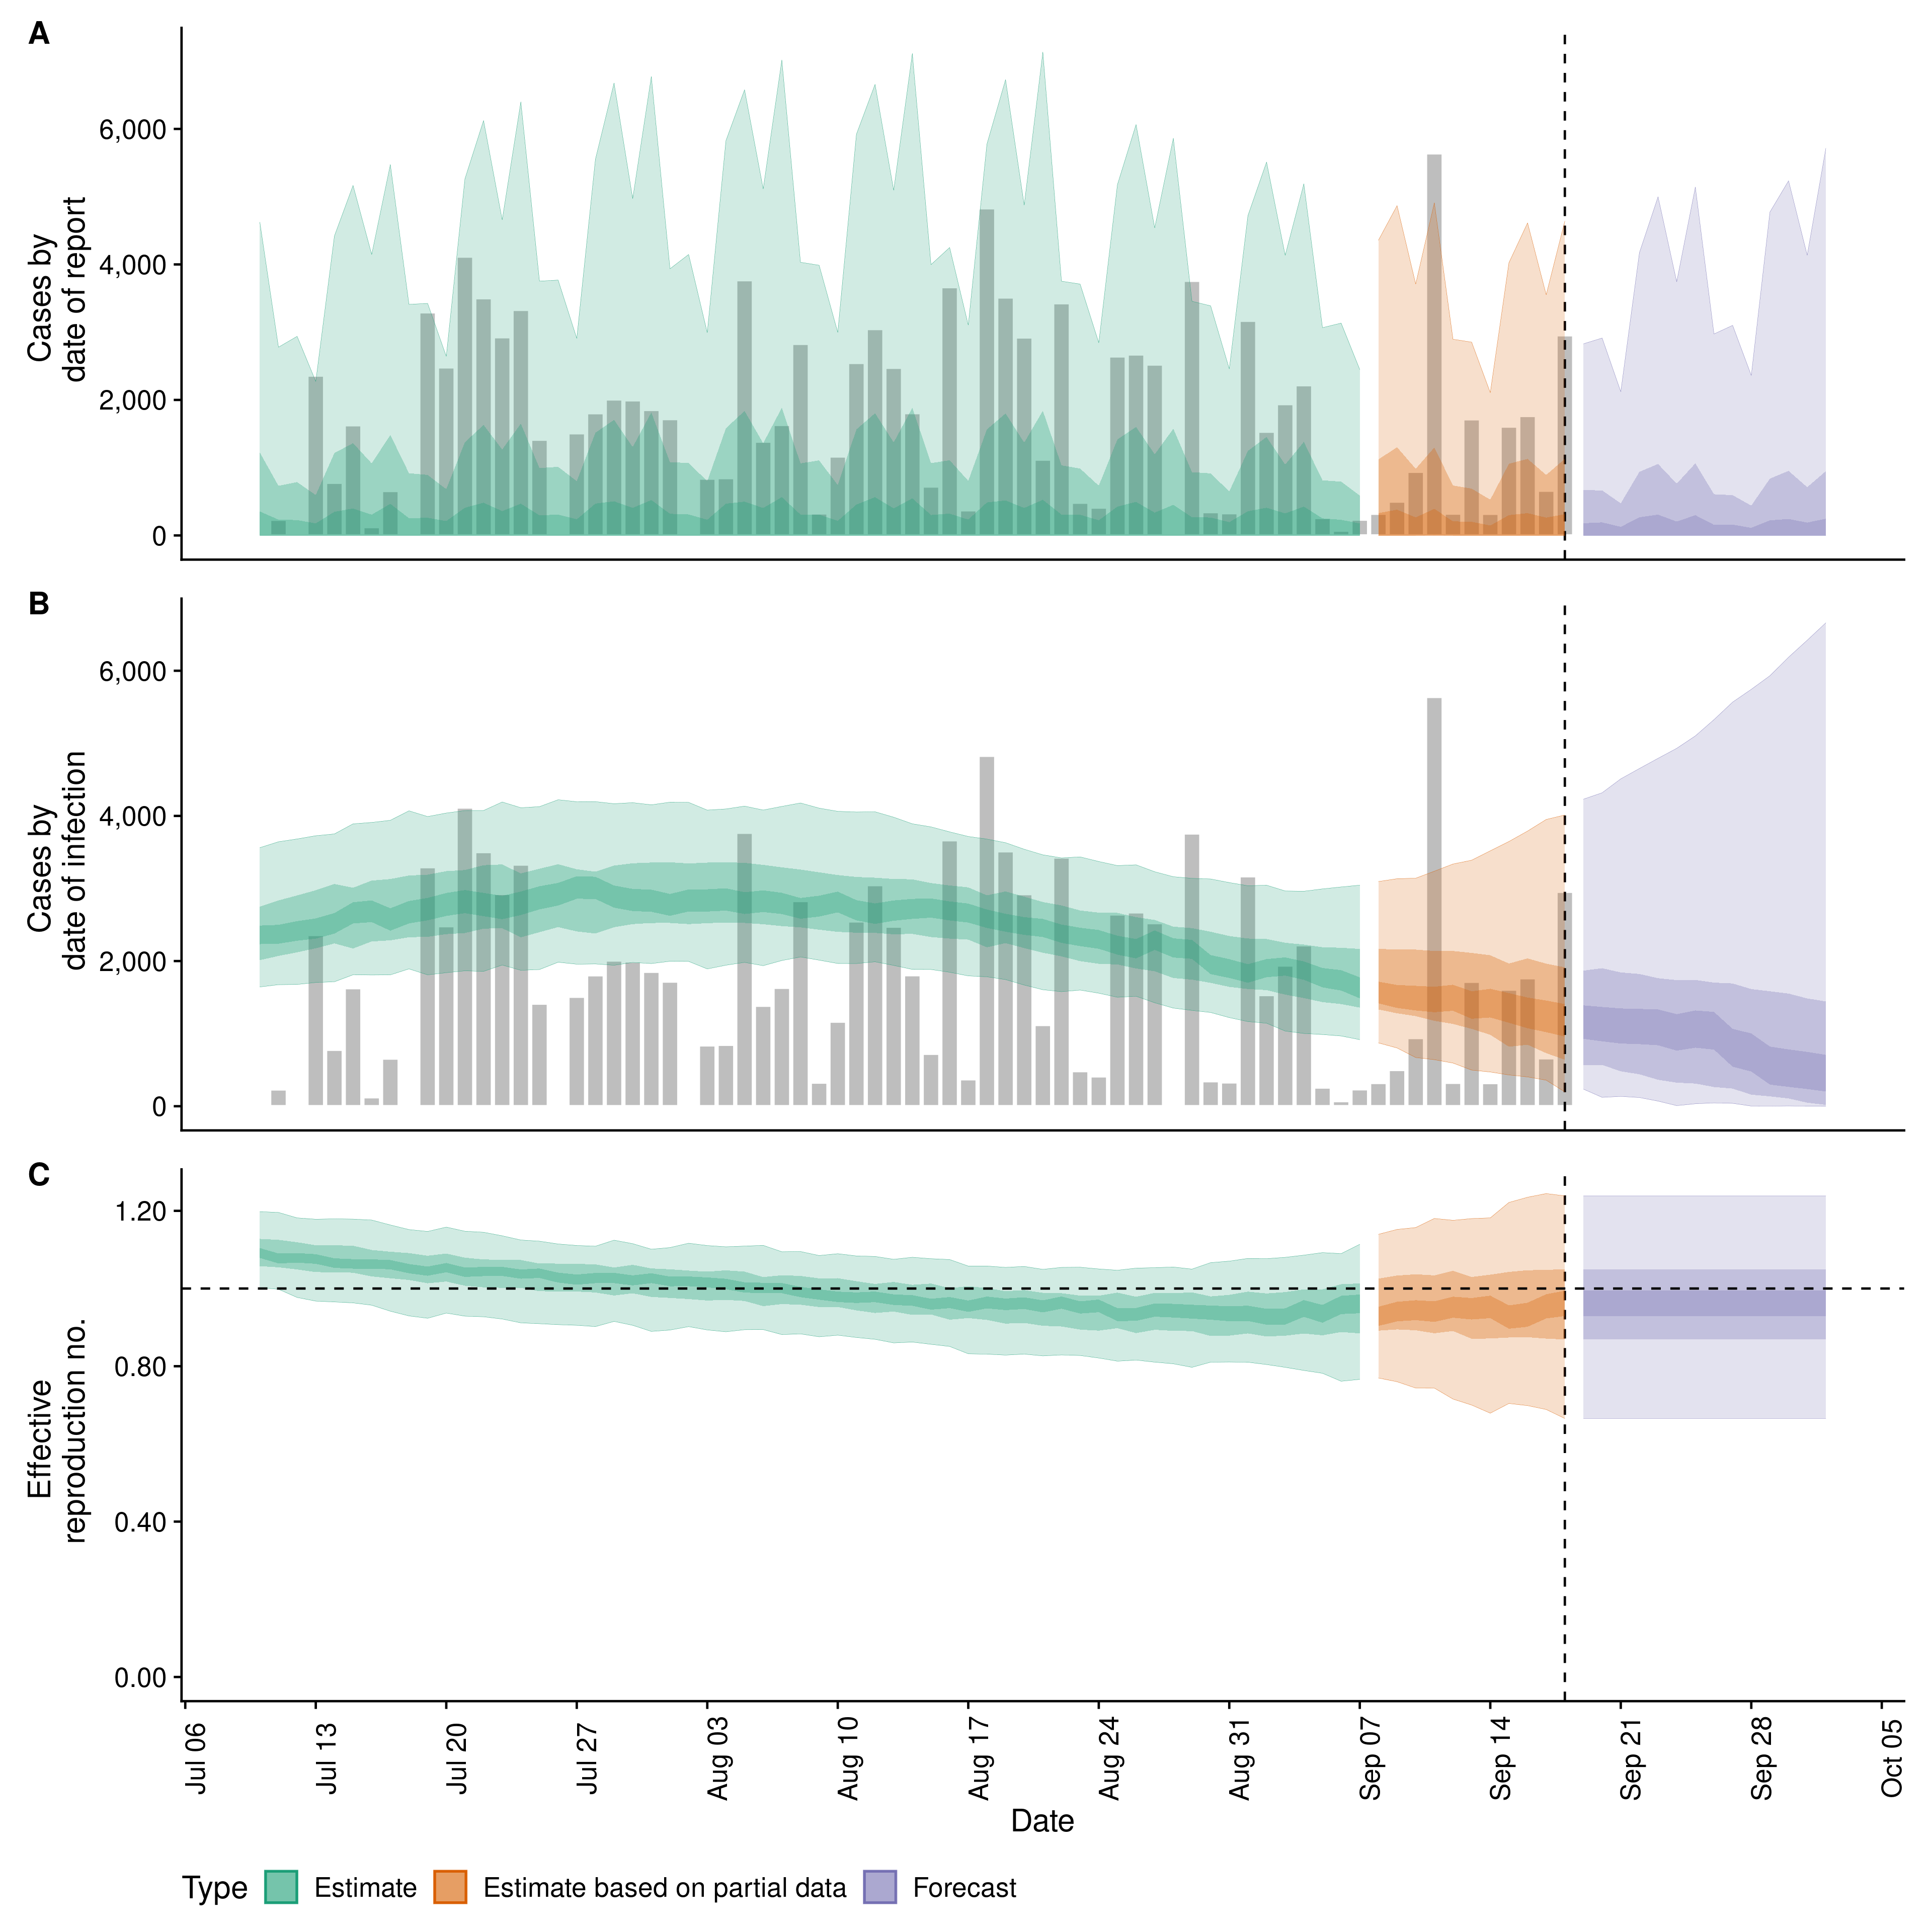 A
Cases by
date of report
6,000
4,000
2,000
0
B
Cases by
date of infection
6,000
4,000
2,000
0
C
Effective
reproduction no.
1.20
0.80
0.40
0.00
Jul 06
Jul 13
Jul 20
Jul 27
Aug 03
Aug 10
Aug 17
Aug 24
Aug 31
Sep 07
Sep 14
Sep 21
Sep 28
Oct 05
Date
Type
Estimate
Estimate based on partial data
Forecast